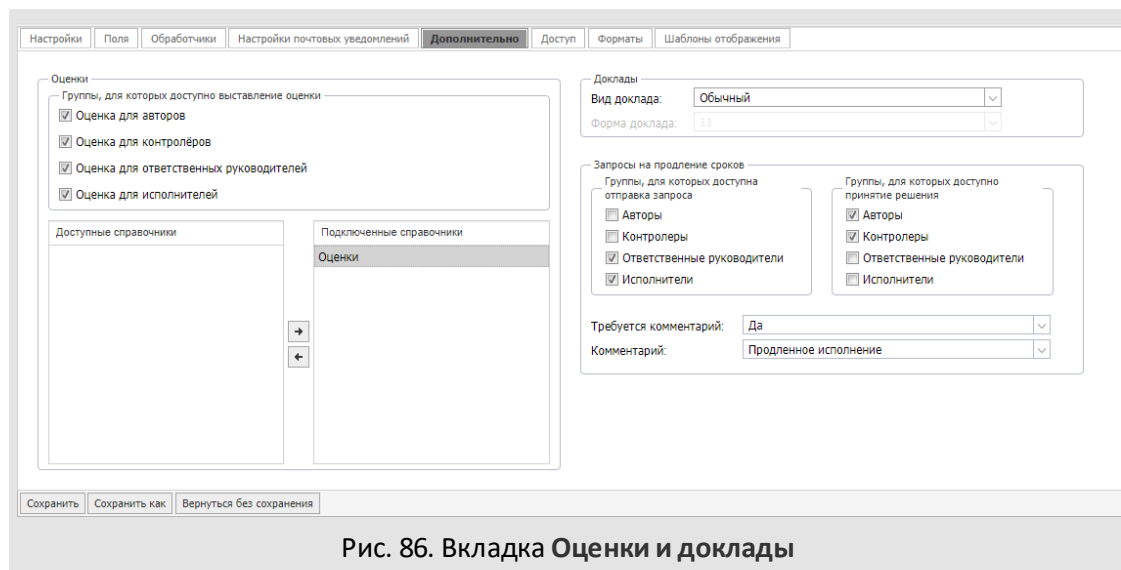 Настройки Поля Обработчики Настройки почтовых уведомлений Дополнительно Доступ Форматы Шаблоны отображения
Оценки
Группы, для которых доступно выставление оценки
Оценка для авторов
Оценка для контролёров
Оценка для ответственных руководителей
Оценка для исполнителей
Доступные справочники
Подключенные справочники
Оценки
Доклады
Вид доклада: Обычный
Форма доклада: 11
Запросы на продление сроков
Группы, для которых доступна
отправка запроса
Авторы
Контролеры
Ответственные руководители
Исполнители
Группы, для которых доступно
принятие решения
Авторы
Контролеры
Ответственные руководители
Исполнители
Требуется комментарий: Да
Комментарий: Продленное исполнение
Сохранить Сохранить как Вернуться без сохранения
Рис. 86. Вкладка Оценки и доклады